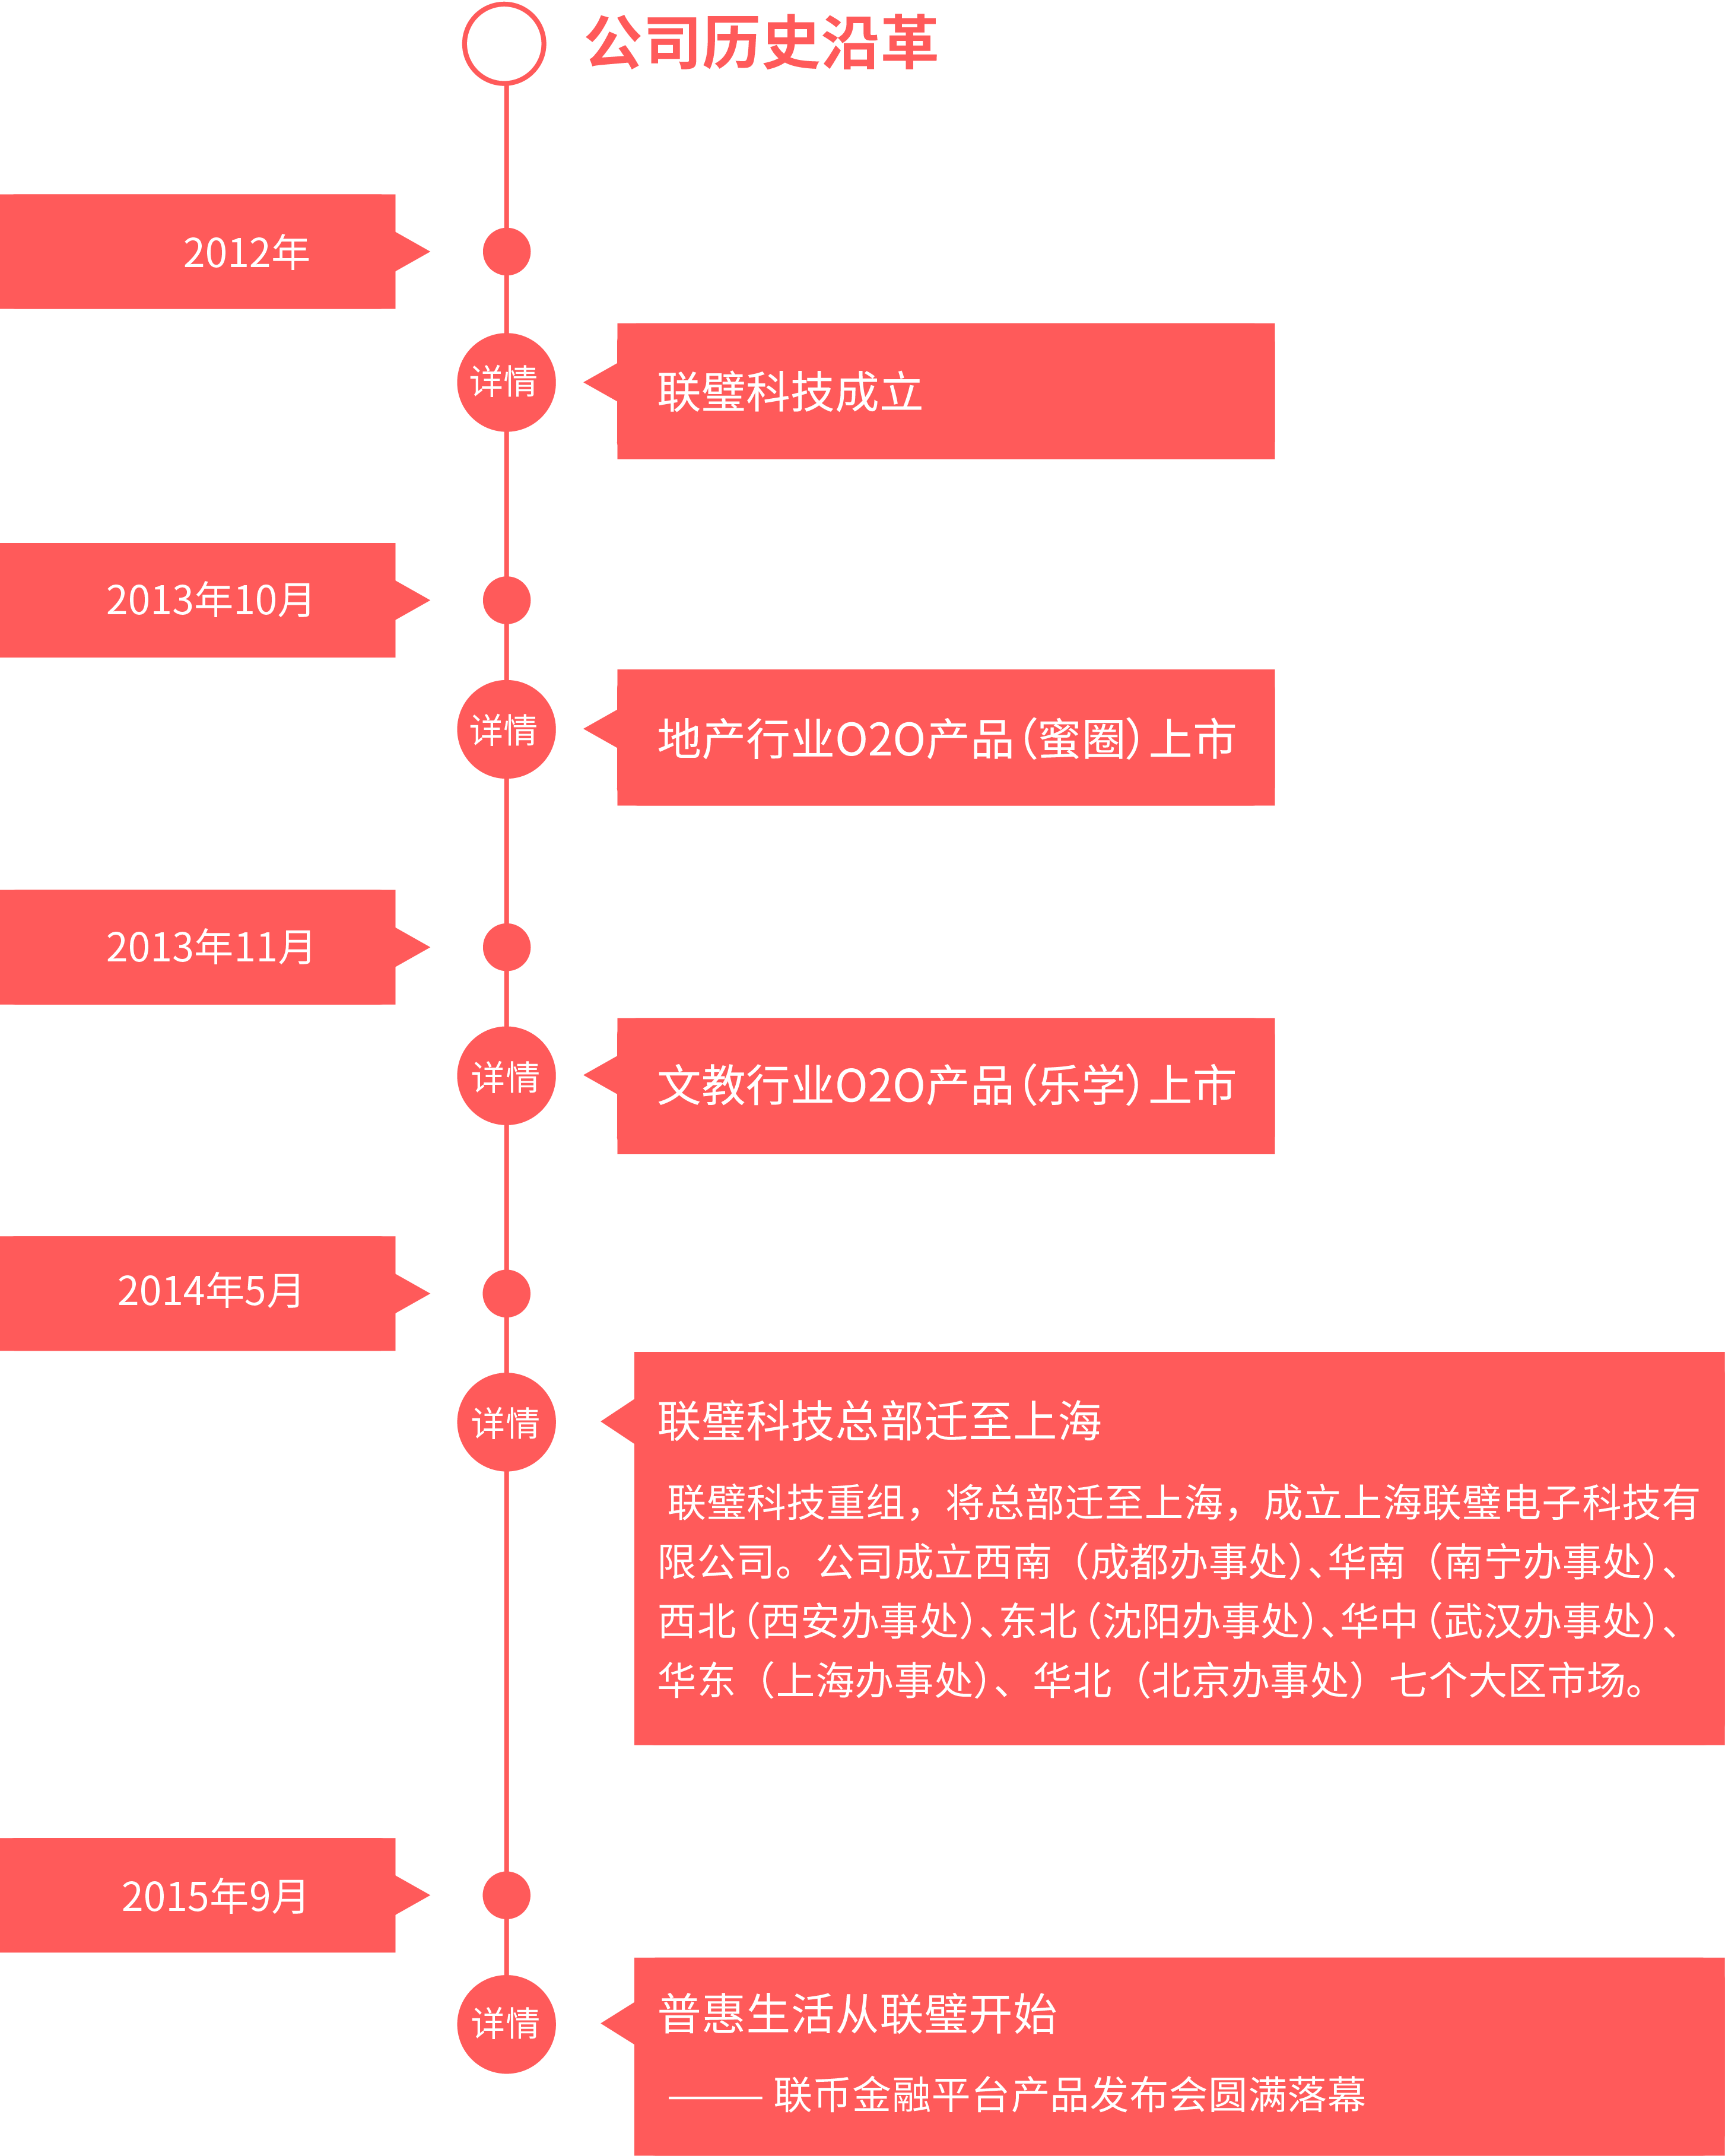 公司历史沿革
2012年
详情
联璧科技成立
2013年10月
详情
地产行业O2O产品（蜜圈）上市
2013年11月
详情
文教行业O2O产品（乐学）上市
2014年5月
详情
联璧科技总部迁至上海
联璧科技重组，将总部迁至上海，成立上海联璧电子科技有
限公司。公司成立西南（成都办事处）、华南（南宁办事处）、
西北（西安办事处）、东北（沈阳办事处）、华中（武汉办事处）、
华东（上海办事处）、华北（北京办事处）七个大区市场。
2015年9月
详情
普惠生活从联璧开始
———联币金融平台产品发布会圆满落幕